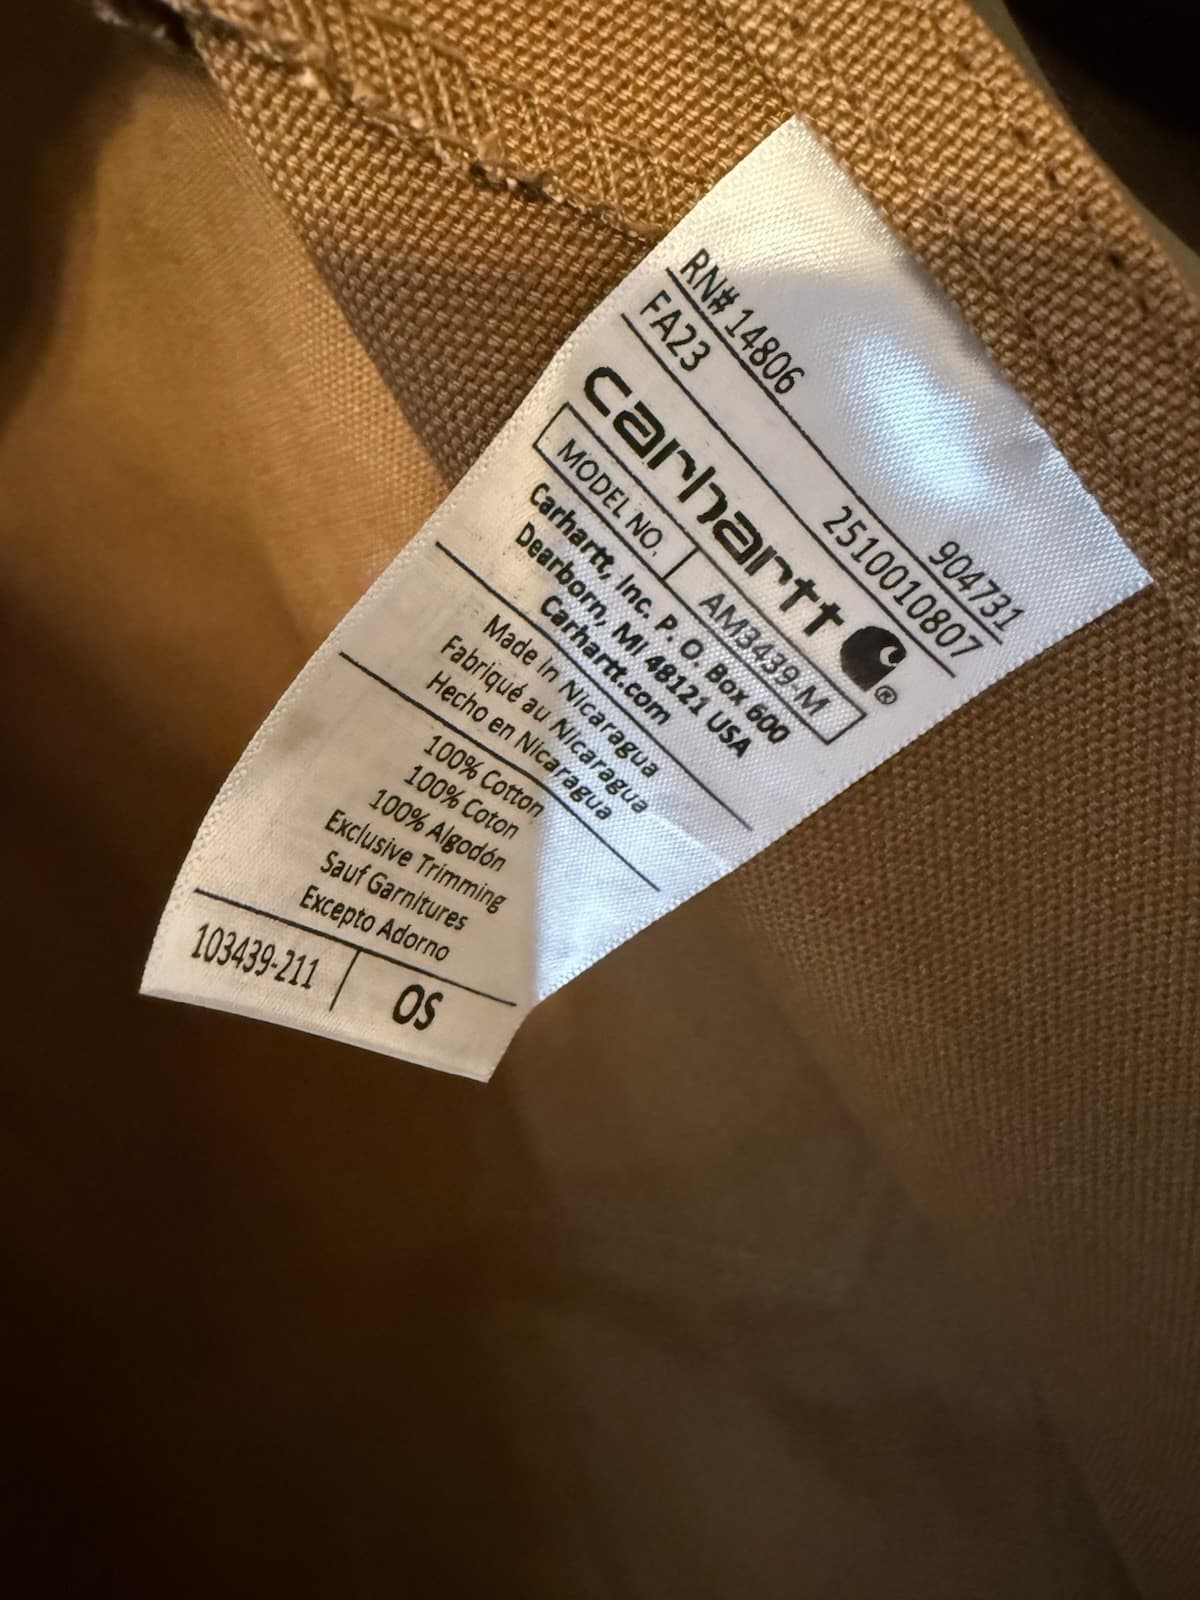 RN# 14806 904731
FA23 2510010807
carhartt ®
MODEL NO. AM3439-M
Carhartt, Inc. P. O. Box 600
Dearborn, MI 48121 USA
Carhartt.com
Made in Nicaragua
Fabriqué au Nicaragua
Hecho en Nicaragua
100% Cotton
100% Coton
100% Algodón
Exclusive Trimming
Sauf Garnitures
Excepto Adorno
103439-211 OS